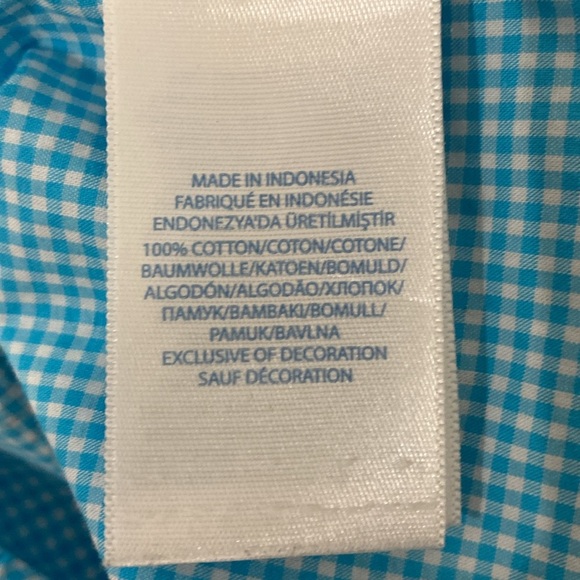 MADE IN INDONESIA
FABRIQUÉ EN INDONÉSIE
ENDONEZYA'DA ÜRETİLMİŞTİR
100% COTTON/COTON/COTONE/
BAUMWOLLE/KATOEN/BOMULD/
ALGODÓN/ALGODÃO/ХЛОПОК/
ПАМУК/BAMBAKI/BOMULL/
PAMUK/BAVLNA
EXCLUSIVE OF DECORATION
SAUF DÉCORATION